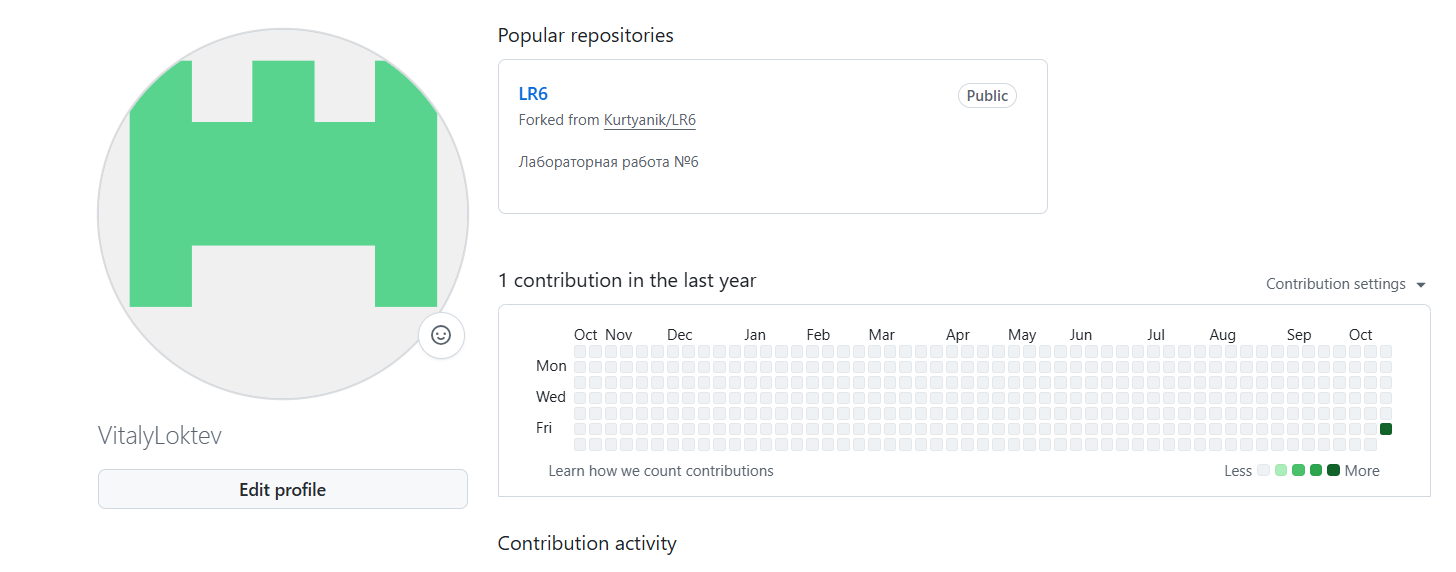 VitalyLoktev
Edit profile
Popular repositories
LR6
Public
Forked from Kurtyanik/LR6
Лабораторная работа №6
1 contribution in the last year
Contribution settings
Oct Nov Dec Jan Feb Mar Apr May Jun Jul Aug Sep Oct
Mon
Wed
Fri
Learn how we count contributions
Less More
Contribution activity